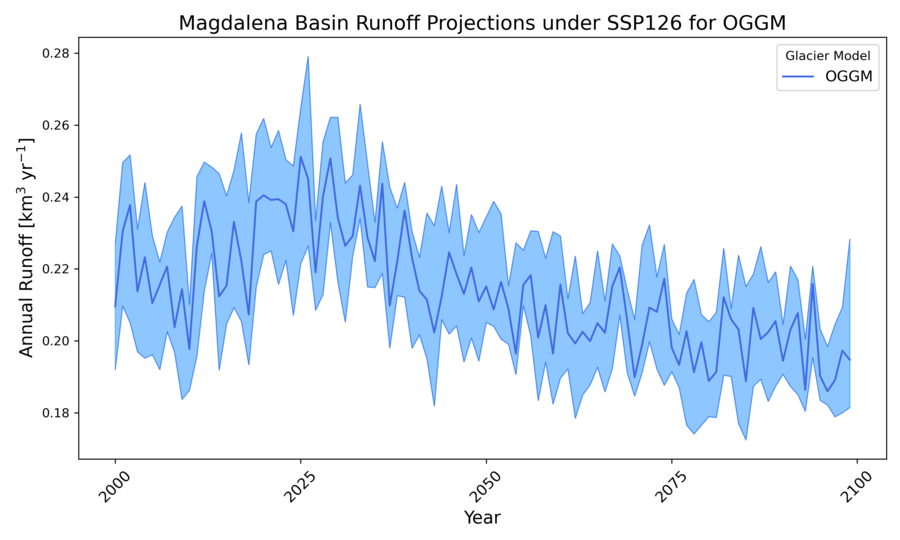 Magdalena Basin Runoff Projections under SSP126 for OGGM
Glacier Model
OGGM
Annual Runoff [km³ yr⁻¹]
0.28
0.26
0.24
0.22
0.20
0.18
2000
2025
2050
2075
2100
Year